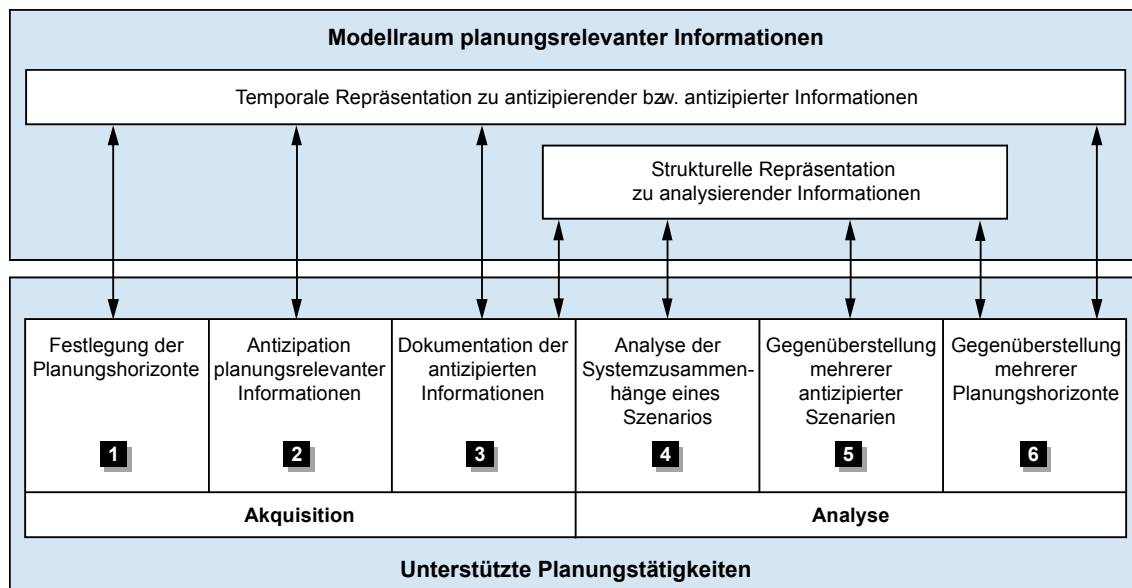 Modellraum planungsrelevanter Informationen
Temporale Repräsentation zu antizipierender bzw. antizipierter Informationen
Strukturelle Repräsentation
zu analysierender Informationen
Festlegung der
Planungshorizonte
1
Antizipation
planungsrelevanter
Informationen
2
Dokumentation der
antizipierten
Informationen
3
Analyse der
Systemzusammen-
hänge eines
Szenarios
4
Gegenüberstellung
mehrerer
antizipierter
Szenarien
5
Gegenüberstellung
mehrerer
Planungshorizonte
6
Akquisition
Analyse
Unterstützte Planungstätigkeiten